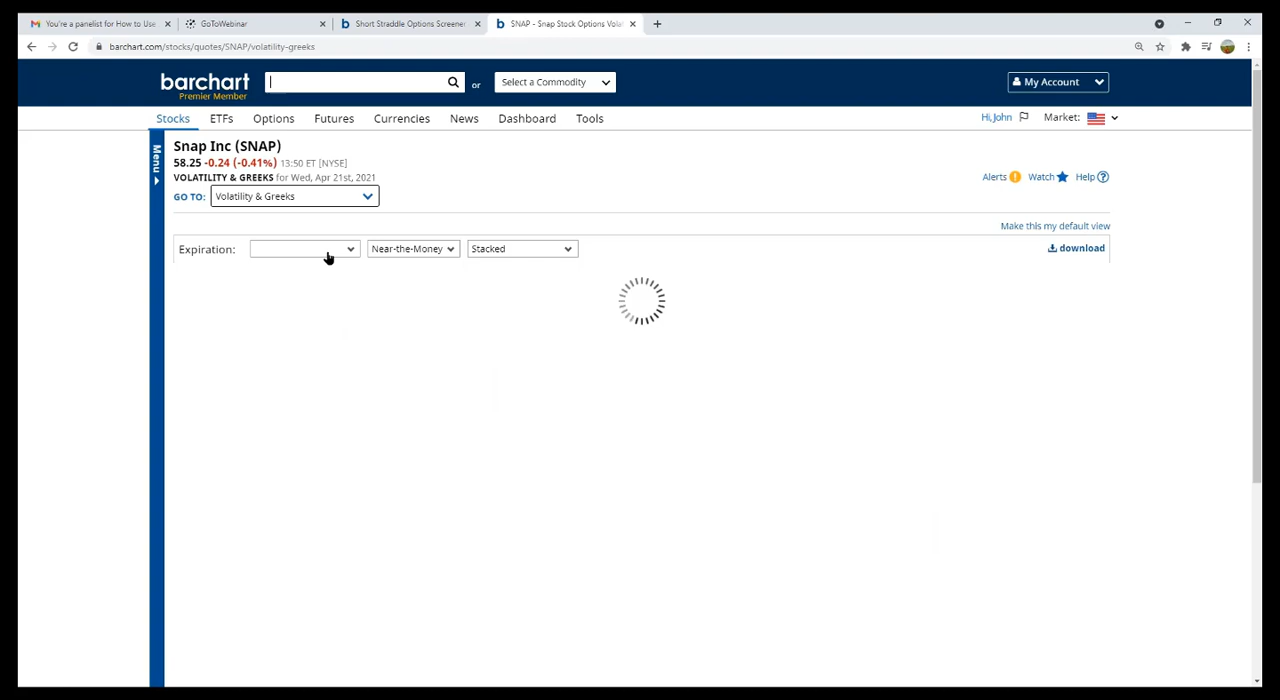 You're a panelist for How to Use
GoToWebinar
Short Straddle Options Screener
SNAP - Snap Stock Options Vola
barchart.com/stocks/quotes/SNAP/volatility-greeks
barchart
Premier Member
or
Select a Commodity
My Account
Stocks
ETFs
Options
Futures
Currencies
News
Dashboard
Tools
Hi, John
Market:
Menu
Snap Inc (SNAP)
58.25 -0.24 (-0.41%) 13:50 ET [NYSE]
VOLATILITY & GREEKS for Wed, Apr 21st, 2021
Alerts
Watch
Help
GO TO: Volatility & Greeks
Make this my default view
Expiration:
Near-the-Money
Stacked
download